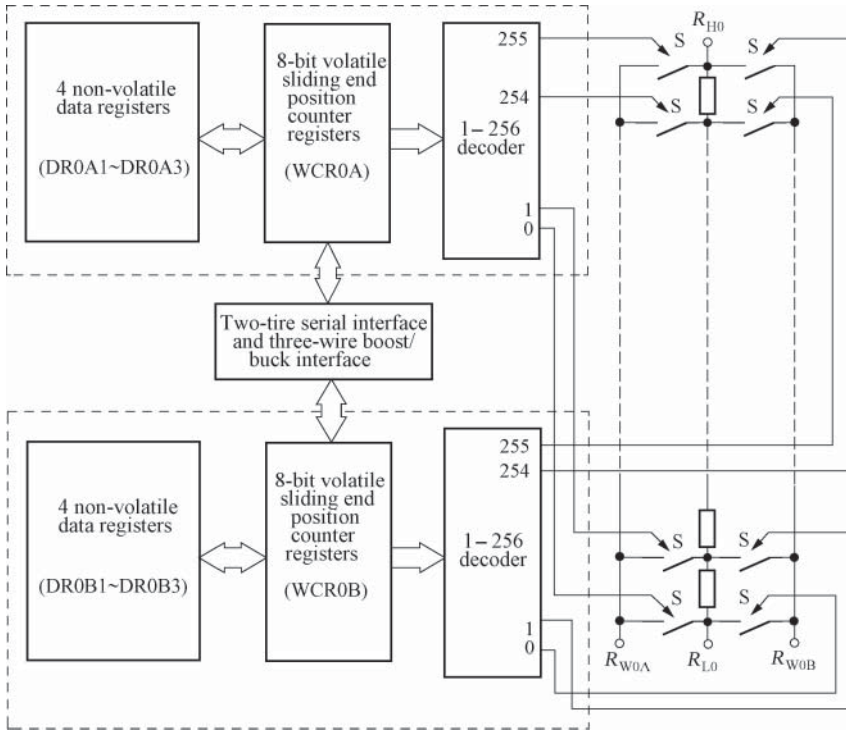 4 non-volatile
data registers
(DR0A1~DR0A3)
8-bit volatile
sliding end
position
counter
registers
(WCR0A)
255
254
1–256
decoder
1
0
R_H0
S
S
S
S
Two-tire serial interface
and three-wire boost/
buck interface
4 non-volatile
data registers
(DR0B1~DR0B3)
8-bit volatile
sliding end
position
counter
registers
(WCR0B)
255
254
1–256
decoder
1
0
S
S
S
S
R_W0A
R_L0
R_W0B